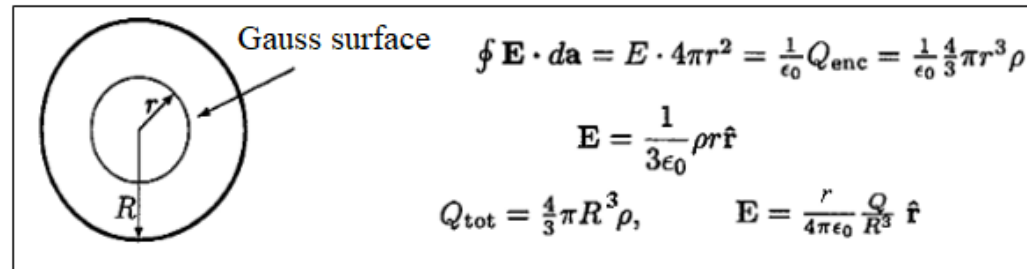 Gauss surface
r
R
∮ E · da = E · 4πr² = 1/ϵ₀ Q_enc = 1/ϵ₀ 4/3 πr³ρ
E = 1/3ϵ₀ ρr r̂
Q_tot = 4/3 πR³ρ, E = r/4πϵ₀ Q/R³ r̂